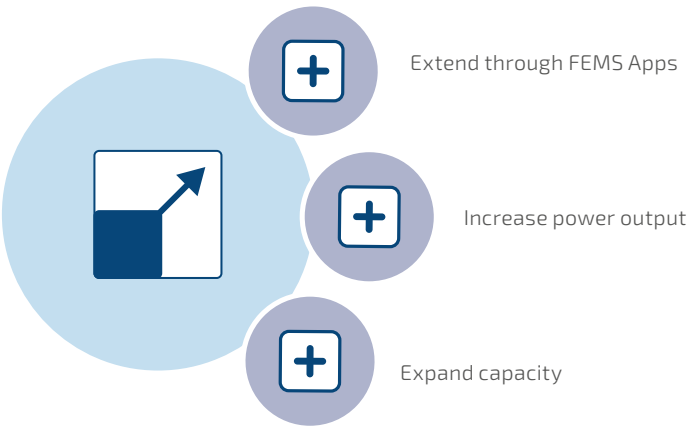 Extend through FEMS Apps
Increase power output
Expand capacity